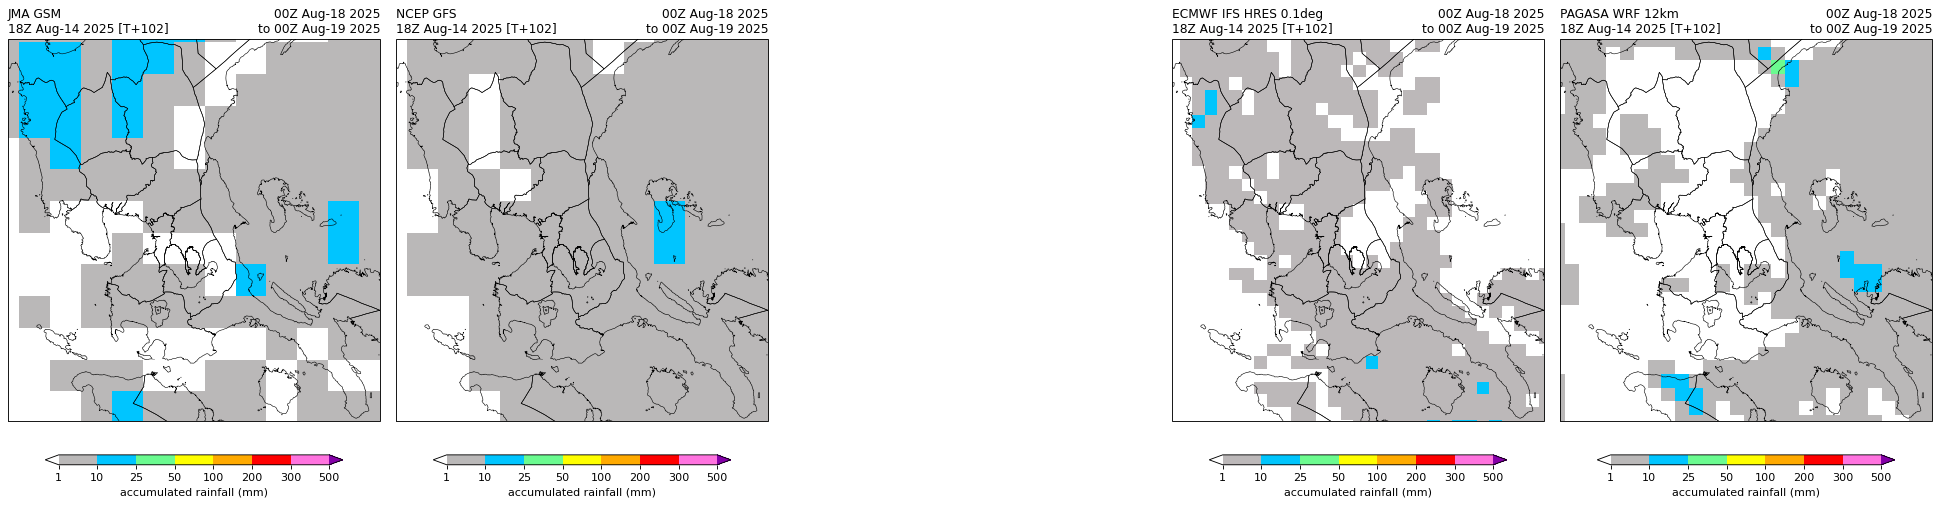 JMA GSM 00Z Aug-18 2025
18Z Aug-14 2025 [T+102] to 00Z Aug-19 2025
1 10 25 50 100 200 300 500
accumulated rainfall (mm)
NCEP GFS 00Z Aug-18 2025
18Z Aug-14 2025 [T+102] to 00Z Aug-19 2025
1 10 25 50 100 200 300 500
accumulated rainfall (mm)
ECMWF IFS HRES 0.1deg 00Z Aug-18 2025
18Z Aug-14 2025 [T+102] to 00Z Aug-19 2025
1 10 25 50 100 200 300 500
accumulated rainfall (mm)
PAGASA WRF 12km 00Z Aug-18 2025
18Z Aug-14 2025 [T+102] to 00Z Aug-19 2025
1 10 25 50 100 200 300 500
accumulated rainfall (mm)